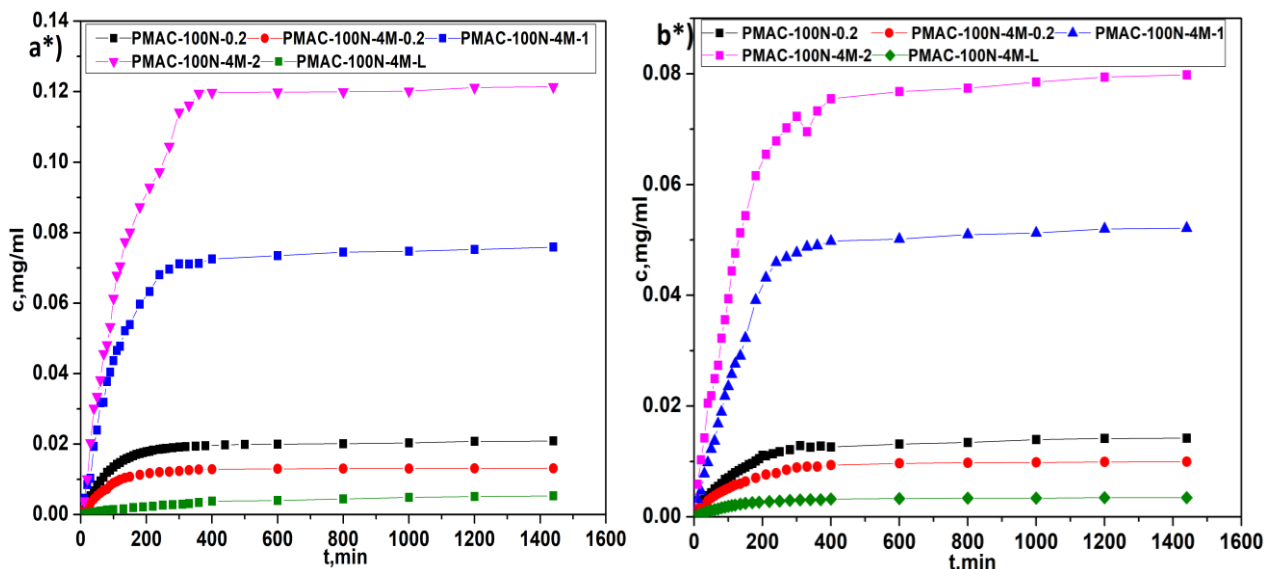 a*)
PMAC-100N-0.2 PMAC-100N-4M-0.2 PMAC-100N-4M-1
PMAC-100N-4M-2 PMAC-100N-4M-L
c,mg/ml
0.14
0.12
0.10
0.08
0.06
0.04
0.02
0.00
0 200 400 600 800 1000 1200 1400 1600
t,min
b*)
PMAC-100N-0.2 PMAC-100N-4M-0.2 PMAC-100N-4M-1
PMAC-100N-4M-2 PMAC-100N-4M-L
c,mg/ml
0.08
0.06
0.04
0.02
0.00
0 200 400 600 800 1000 1200 1400 1600
t,min